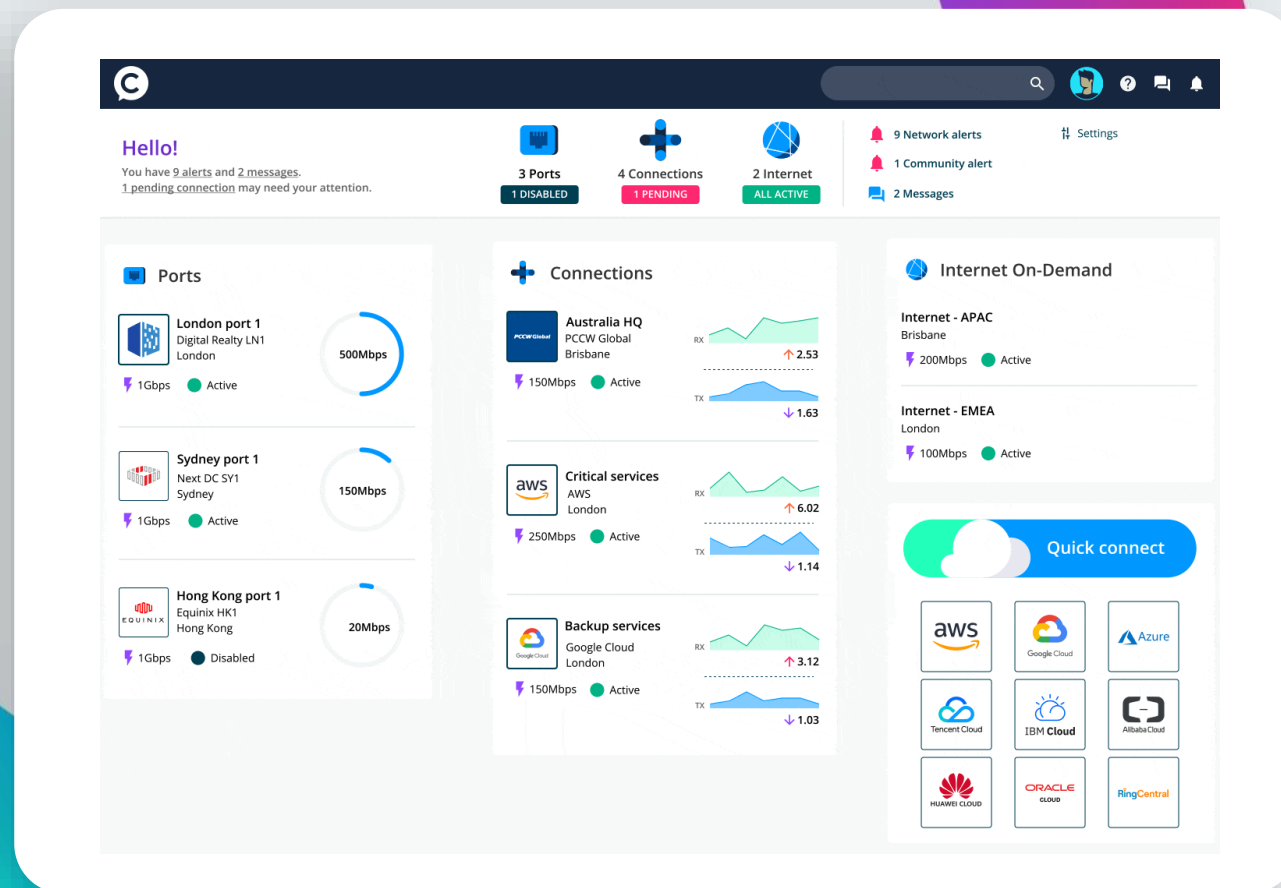 C
Hello!
You have 9 alerts and 2 messages.
1 pending connection may need your attention.
3 Ports
1 DISABLED
4 Connections
1 PENDING
2 Internet
ALL ACTIVE
9 Network alerts
1 Community alert
2 Messages
Settings
Ports
London port 1
Digital Realty LN1
London
1Gbps
Active
500Mbps
Sydney port 1
Next DC SY1
Sydney
1Gbps
Active
150Mbps
EQUINIX
Hong Kong port 1
Equinix HK1
Hong Kong
1Gbps
Disabled
20Mbps
Connections
PCCW Global
Australia HQ
PCCW Global
Brisbane
150Mbps
Active
RX
2.53
TX
1.63
aws
Critical services
AWS
London
250Mbps
Active
RX
6.02
TX
1.14
Google Cloud
Backup services
Google Cloud
London
150Mbps
Active
RX
3.12
TX
1.03
Internet On-Demand
Internet - APAC
Brisbane
200Mbps
Active
Internet - EMEA
London
100Mbps
Active
Quick connect
aws
Google Cloud
Azure
Tencent Cloud
IBM Cloud
Alibaba Cloud
HUAWEI CLOUD
ORACLE
CLOUD
RingCentral